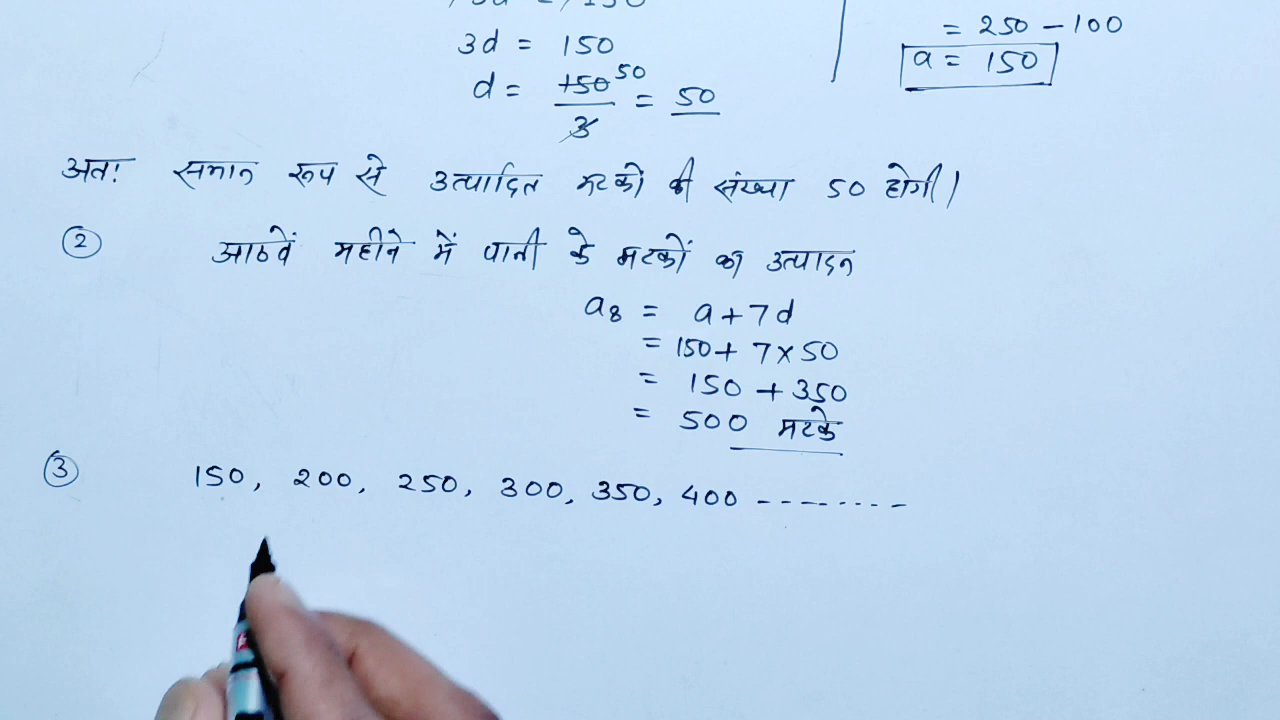 3d = 150
d = 150 50 / 3 = 50
= 250 - 100
a = 150
अतः समान रूप से उत्पादित मटको की संख्या 50 होगी।
② आठवें महीने में पानी के मटकों का उत्पादन
a₈ = a + 7d
= 150 + 7 × 50
= 150 + 350
= 500 मटके
③ 150, 200, 250, 300, 350, 400 --------